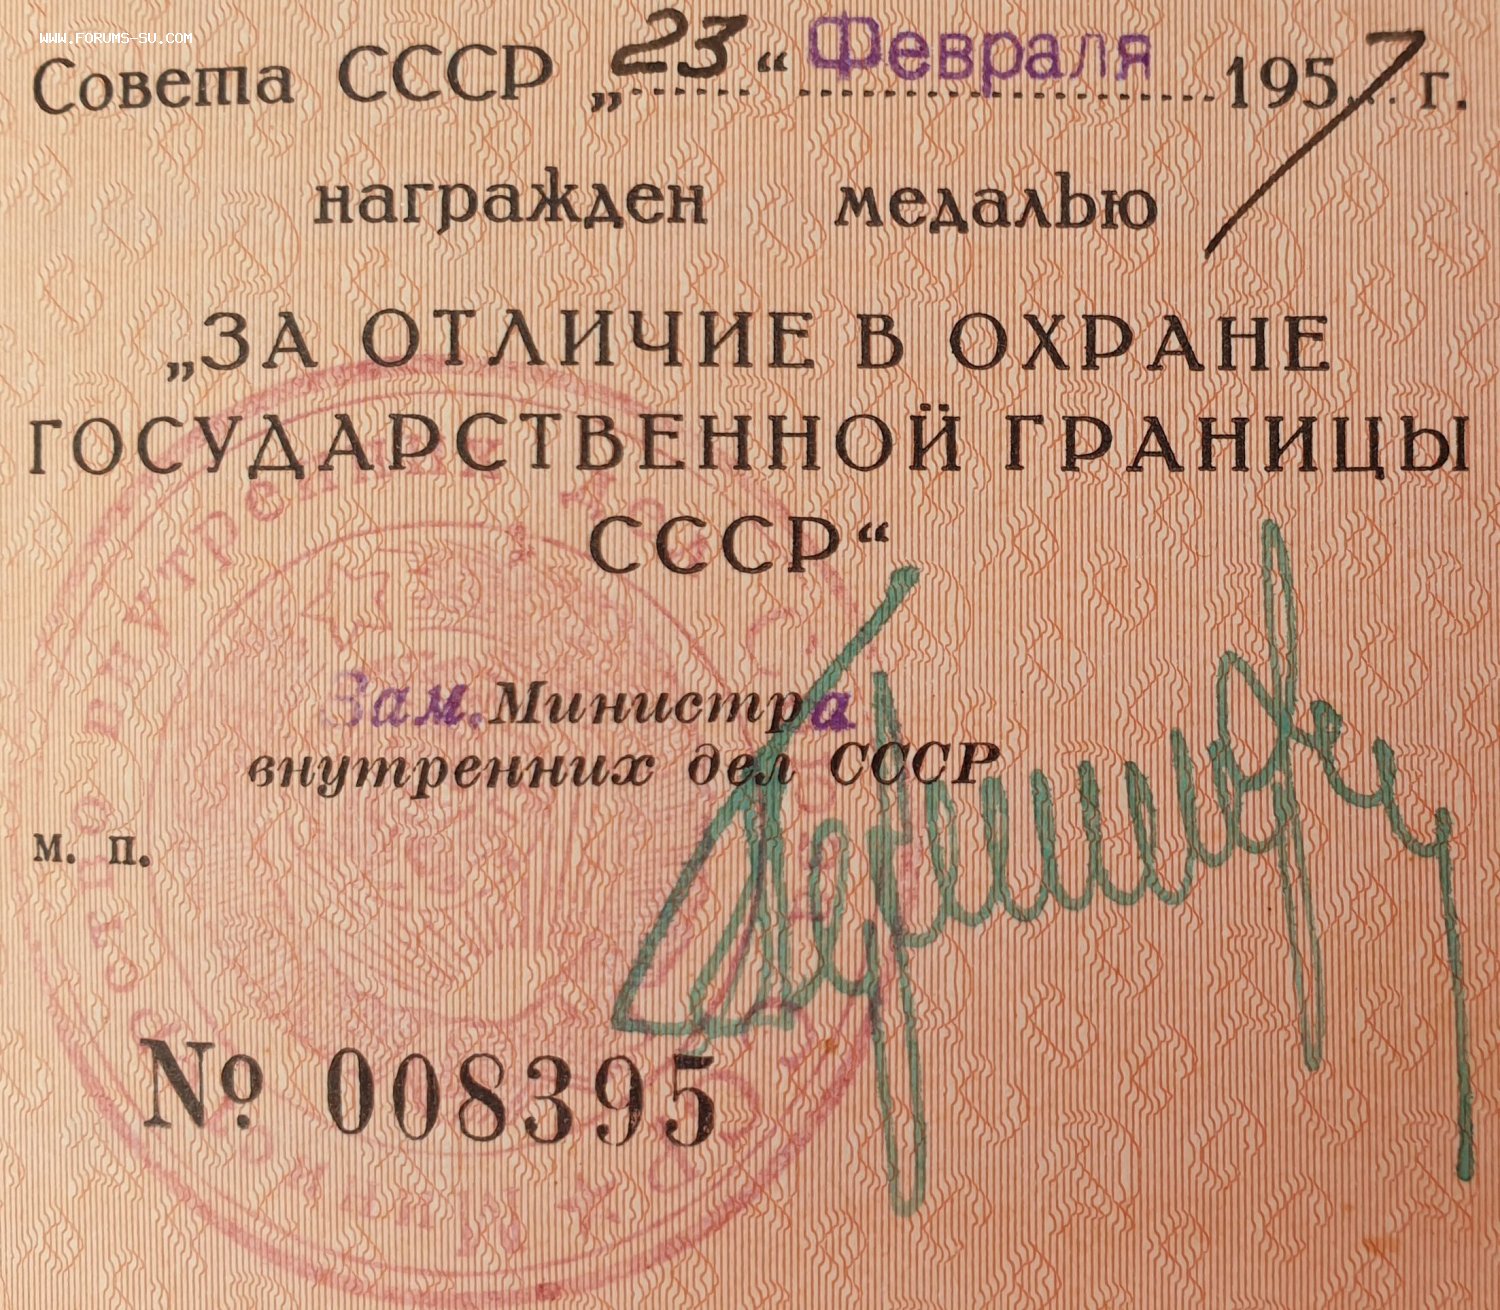 WWW.FORUMS-SU.COM
Совета СССР „23“ Февраля 1957 г.
награжден медалью
„ЗА ОТЛИЧИЕ В ОХРАНЕ
ГОСУДАРСТВЕННОЙ ГРАНИЦЫ
СССР“
Зам. Министра
внутренних дел СССР
м. п.
№ 008395